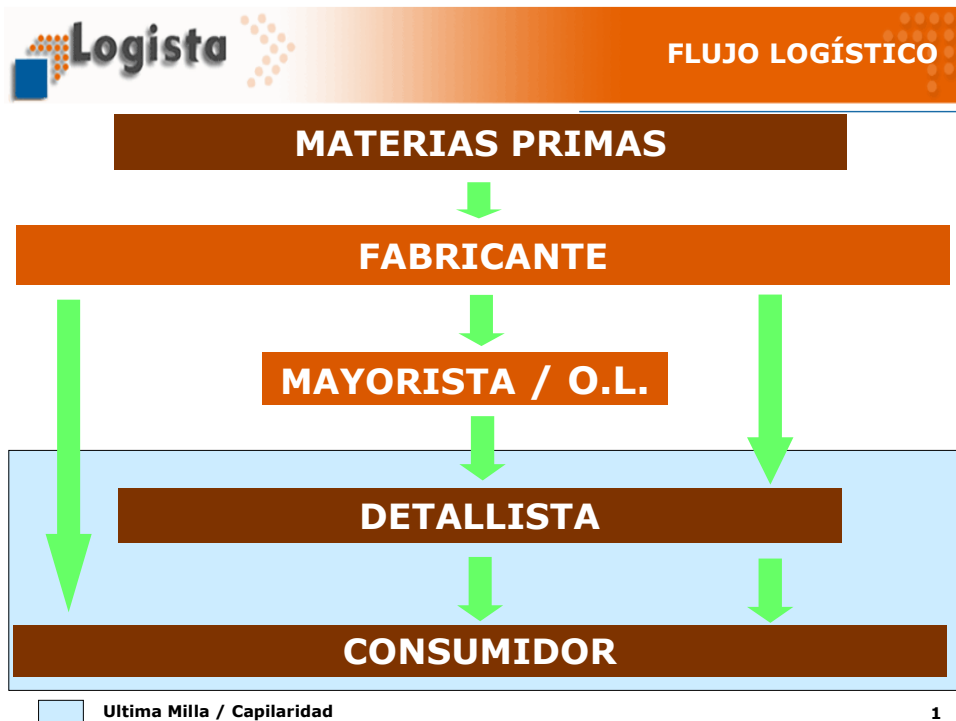 Logista
FLUJO LOGÍSTICO
MATERIAS PRIMAS
FABRICANTE
MAYORISTA / O.L.
DETALLISTA
CONSUMIDOR
Ultima Milla / Capilaridad
1